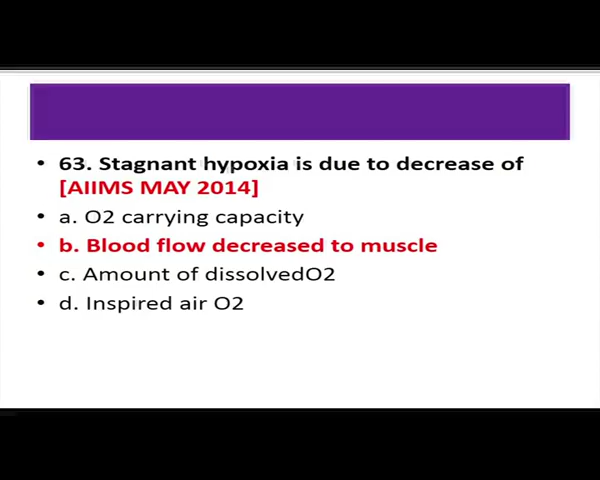 • 63. Stagnant hypoxia is due to decrease of
[AIIMS MAY 2014]
• a. O2 carrying capacity
• b. Blood flow decreased to muscle
• c. Amount of dissolvedO2
• d. Inspired air O2